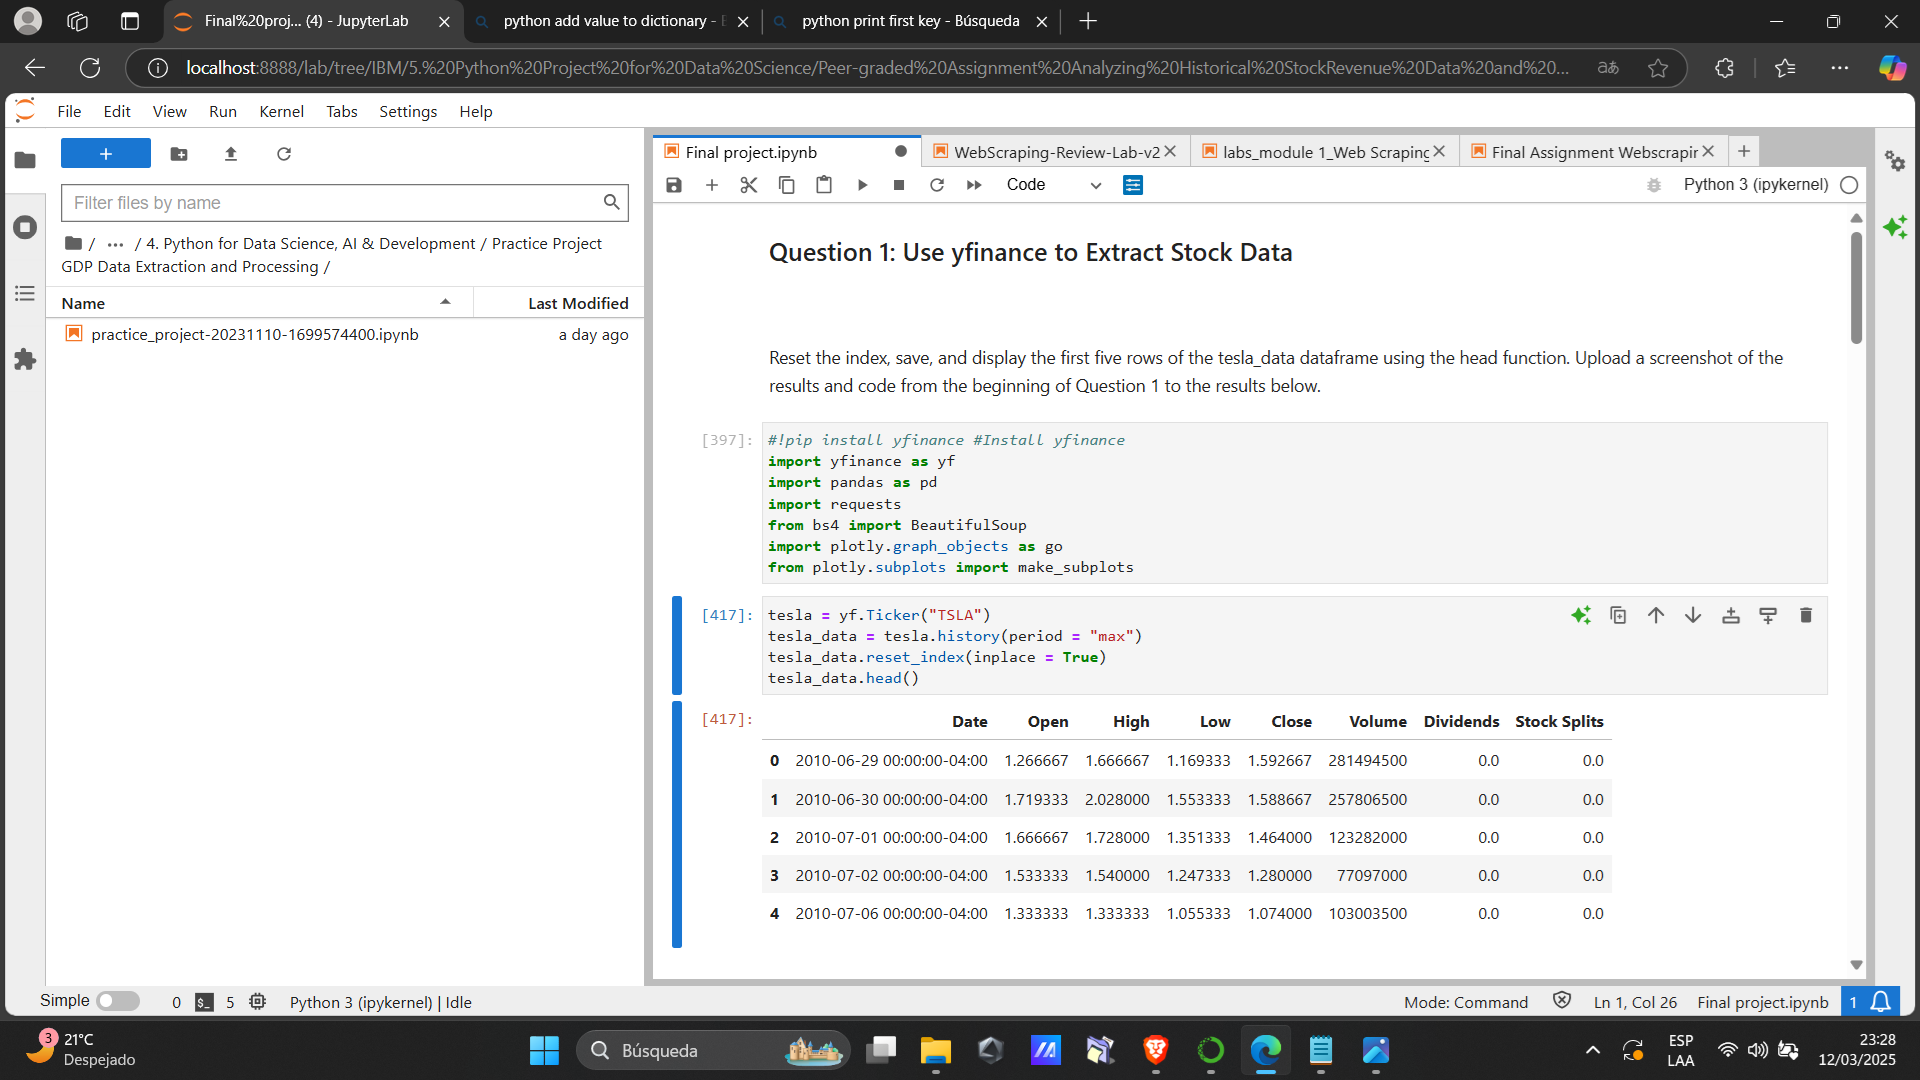 Final%20proj... (4) - JupyterLab
python add value to dictionary -
python print first key - Búsqueda
localhost:8888/lab/tree/IBM/5.%20Python%20Project%20for%20Data%20Science/Peer-graded%20Assignment%20Analyzing%20Historical%20StockRevenue%20Data%20and%20...
File Edit View Run Kernel Tabs Settings Help
Filter files by name
/ ... / 4. Python for Data Science, AI & Development / Practice Project
GDP Data Extraction and Processing /
Name Last Modified
practice_project-20231110-1699574400.ipynb a day ago
Final project.ipynb
WebScraping-Review-Lab-v2
labs_module 1_Web Scraping
Final Assignment Webscrapir
Code
Python 3 (ipykernel)
Question 1: Use yfinance to Extract Stock Data
Reset the index, save, and display the first five rows of the tesla_data dataframe using the head function. Upload a screenshot of the
results and code from the beginning of Question 1 to the results below.
[397]: #!pip install yfinance #Install yfinance
import yfinance as yf
import pandas as pd
import requests
from bs4 import BeautifulSoup
import plotly.graph_objects as go
from plotly.subplots import make_subplots
[417]: tesla = yf.Ticker("TSLA")
tesla_data = tesla.history(period = "max")
tesla_data.reset_index(inplace = True)
tesla_data.head()
[417]: Date Open High Low Close Volume Dividends Stock Splits
0 2010-06-29 00:00:00-04:00 1.266667 1.666667 1.169333 1.592667 281494500 0.0 0.0
1 2010-06-30 00:00:00-04:00 1.719333 2.028000 1.553333 1.588667 257806500 0.0 0.0
2 2010-07-01 00:00:00-04:00 1.666667 1.728000 1.351333 1.464000 123282000 0.0 0.0
3 2010-07-02 00:00:00-04:00 1.533333 1.540000 1.247333 1.280000 77097000 0.0 0.0
4 2010-07-06 00:00:00-04:00 1.333333 1.333333 1.055333 1.074000 103003500 0.0 0.0
Simple 0 5 Python 3 (ipykernel) | Idle
Mode: Command Ln 1, Col 26 Final project.ipynb 1
3 21°C
Despejado
Búsqueda
ESP
LAA
23:28
12/03/2025